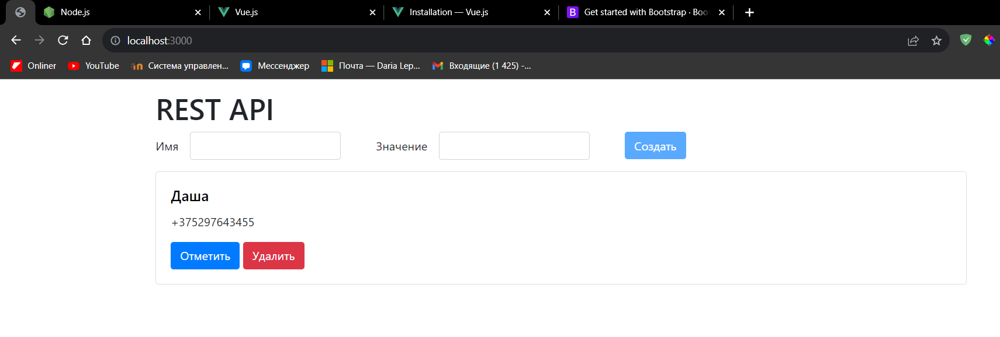 Node.js
Vue.js
Installation — Vue.js
Get started with Bootstrap · Boo
localhost:3000
Onliner
YouTube
Система управлен...
Мессенджер
Почта — Daria Lep...
Входящие (1 425) -...
REST API
Имя
Значение
Создать
Даша
+375297643455
Отметить
Удалить